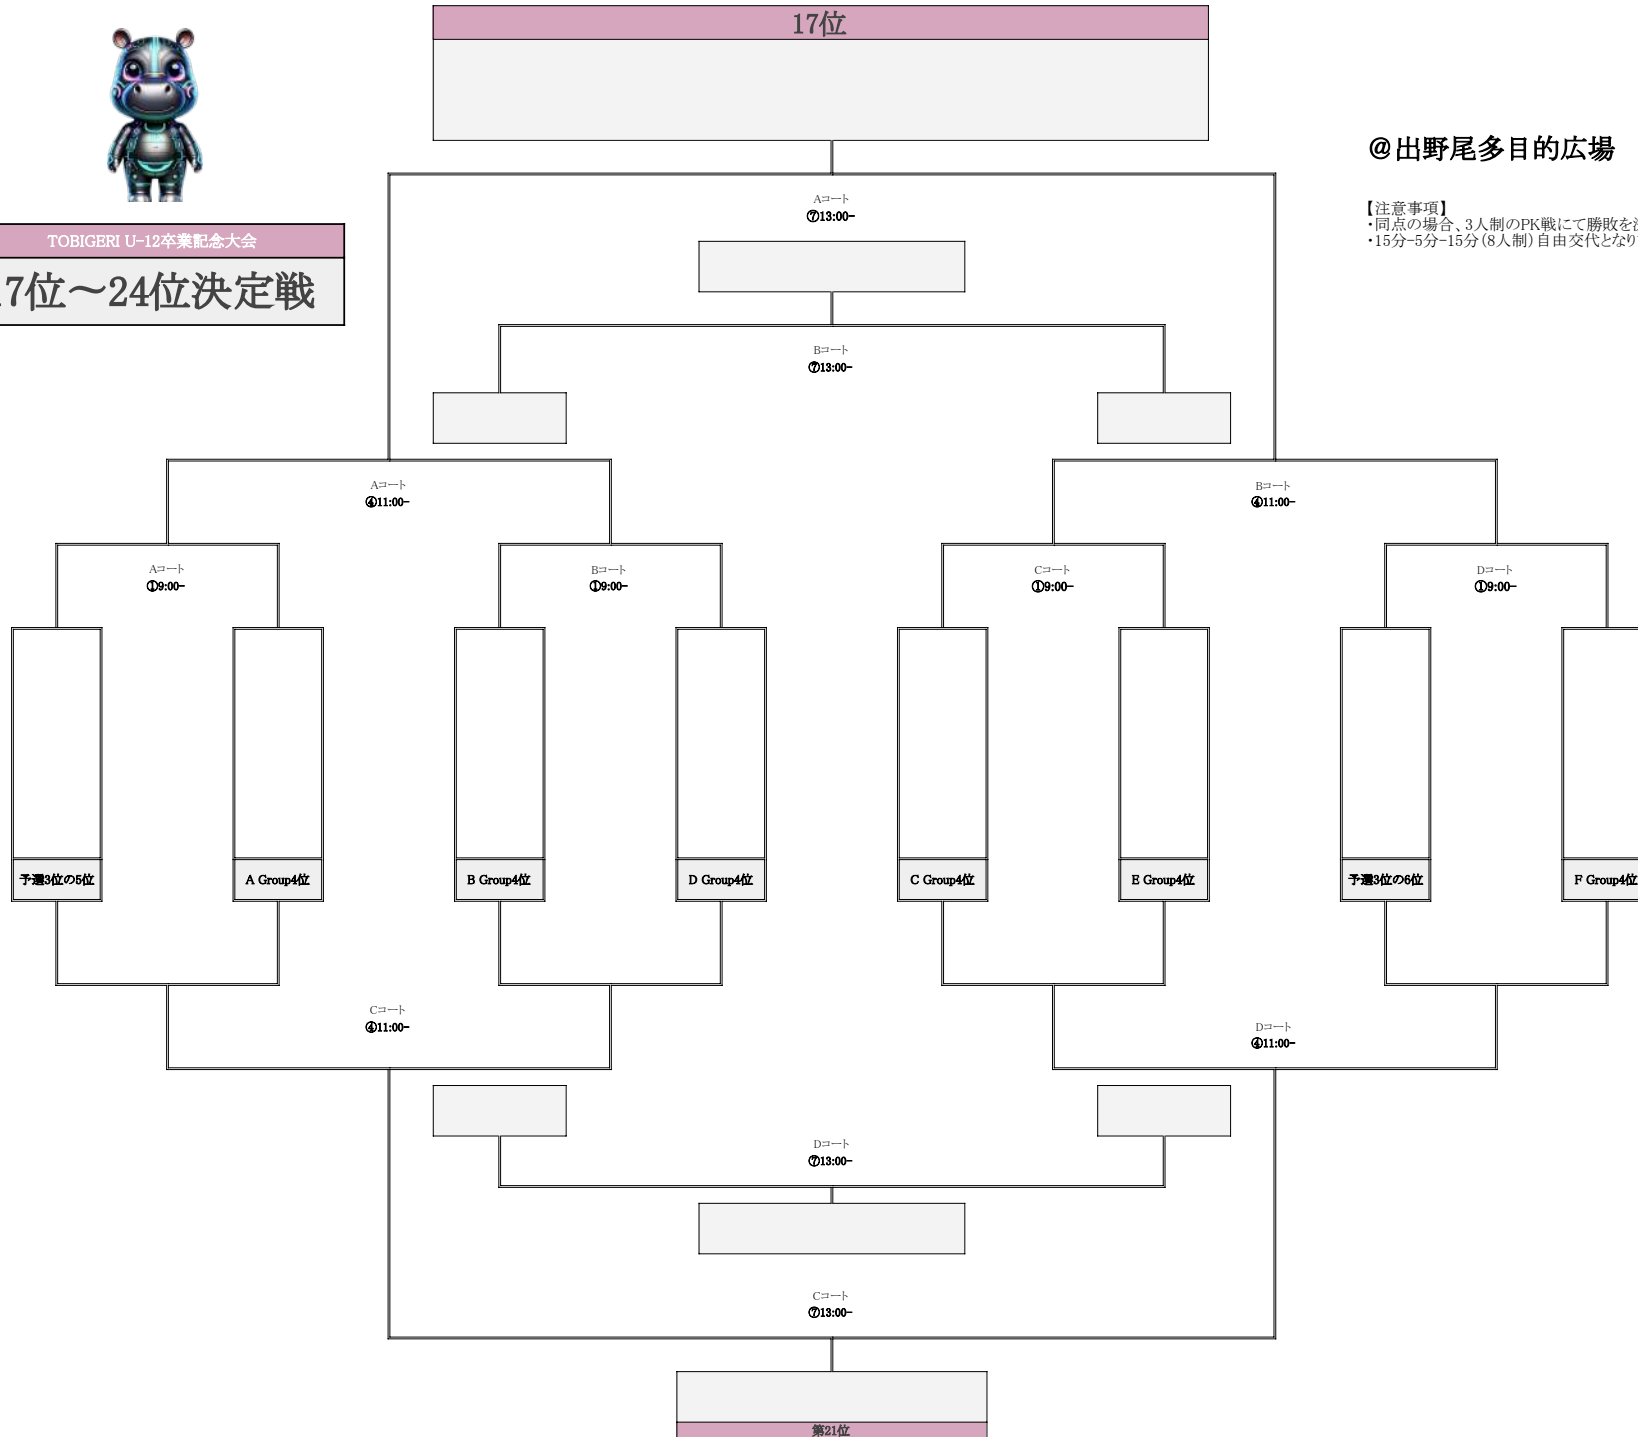 17位
@出野尾多目的広場
【注意事項】
・同点の場合、3人制のPK戦にて勝敗を
・15分-5分-15分（8人制）自由交代となり
TOBIGERI U-12卒業記念大会
7位～24位決定戦
Aコート
⑦13:00-
Bコート
⑦13:00-
Aコート
④11:00-
Bコート
④11:00-
Aコート
①9:00-
Bコート
①9:00-
Cコート
①9:00-
Dコート
①9:00-
予選3位の5位
A Group4位
B Group4位
D Group4位
C Group4位
E Group4位
予選3位の6位
F Group4位
Cコート
④11:00-
Dコート
④11:00-
Dコート
⑦13:00-
Cコート
⑦13:00-
第21位